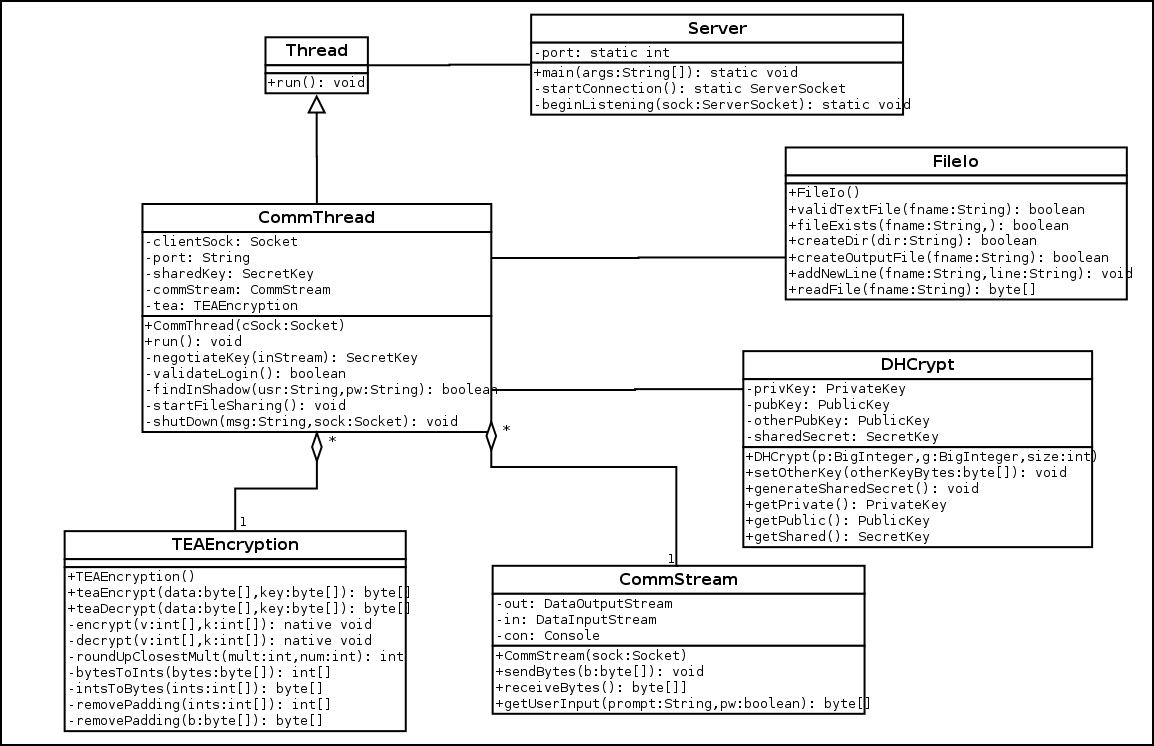 Thread
+run(): void
Server
-port: static int
+main(args:String[]): static void
-startConnection(): static ServerSocket
-beginListening(sock:ServerSocket): static void
FileIo
+FileIo()
+validTextFile(fname:String): boolean
+fileExists(fname:String,): boolean
+createDir(dir:String): boolean
+createOutputFile(fname:String): boolean
+addNewLine(fname:String,line:String): void
+readFile(fname:String): byte[]
CommThread
-clientSock: Socket
-port: String
-sharedKey: SecretKey
-commStream: CommStream
-tea: TEAEncryption
+CommThread(cSock:Socket)
+run(): void
-negotiateKey(inStream): SecretKey
-validateLogin(): boolean
-findInShadow(usr:String,pw:String): boolean
-startFileSharing(): void
-shutDown(msg:String,sock:Socket): void
*
*
DHCrypt
-privKey: PrivateKey
-pubKey: PublicKey
-otherPubKey: PublicKey
-sharedSecret: SecretKey
+DHCrypt(p:BigInteger,g:BigInteger,size:int)
+setOtherKey(otherKeyBytes:byte[]): void
+generateSharedSecret(): void
+getPrivate(): PrivateKey
+getPublic(): PublicKey
+getShared(): SecretKey
1
TEAEncryption
+TEAEncryption()
+teaEncrypt(data:byte[],key:byte[]): byte[]
+teaDecrypt(data:byte[],key:byte[]): byte[]
-encrypt(v:int[],k:int[]): native void
-decrypt(v:int[],k:int[]): native void
-roundUpClosestMult(mult:int,num:int): int
-bytesToInts(bytes:byte[]): int[]
-intsToBytes(ints:int[]): byte[]
-removePadding(ints:int[]): int[]
-removePadding(b:byte[]): byte[]
1
CommStream
-out: DataOutputStream
-in: DataInputStream
-con: Console
+CommStream(sock:Socket)
+sendBytes(b:byte[]): void
+receiveBytes(): byte[]]
+getUserInput(prompt:String,pw:boolean): byte[]